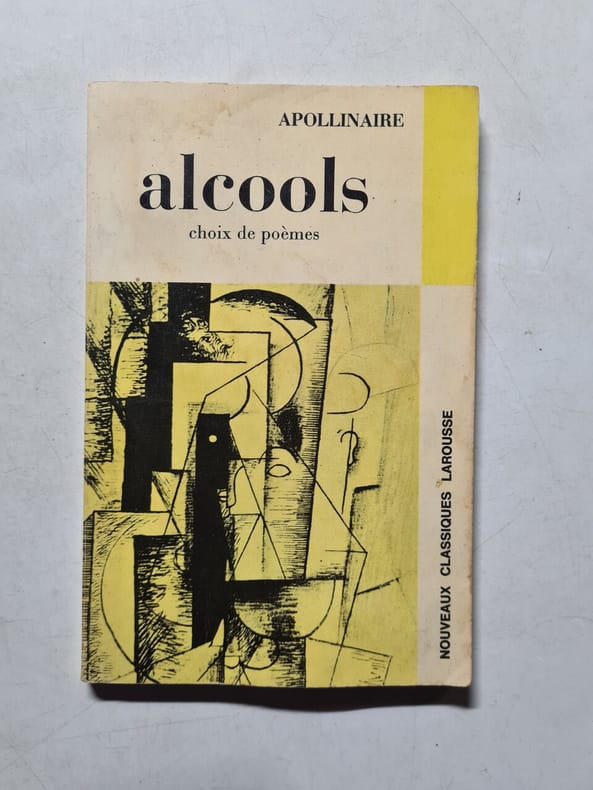 APOLLINAIRE
alcools
choix de poèmes
NOUVEAUX CLASSIQUES LAROUSSE